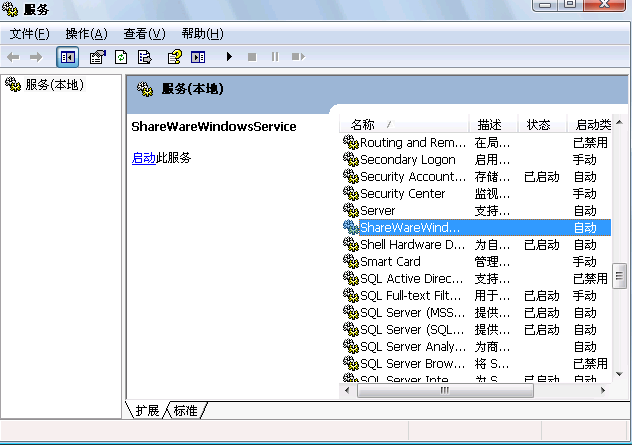 服务
文件(F) 操作(A) 查看(V) 帮助(H)
服务(本地)
服务(本地)
ShareWareWindowsService
启动此服务
名称 描述 状态 启动类
Routing and Rem... 在局... 已禁用
Secondary Logon 启用... 手动
Security Account... 存储... 已启动 自动
Security Center 监视... 手动
Server 支持... 自动
ShareWareWind... 自动
Shell Hardware D... 为自... 已启动 自动
Smart Card 管理... 手动
SQL Active Direc... 支持... 已禁用
SQL Full-text Filt... 用于... 已启动 手动
SQL Server (MSS... 提供... 已启动 自动
SQL Server (SQL... 提供... 已启动 自动
SQL Server Analy... 为商... 自动
SQL Server Brow... 将 S... 已禁用
SQL Server Inte... 为 S... 已启动 自动
扩展 标准